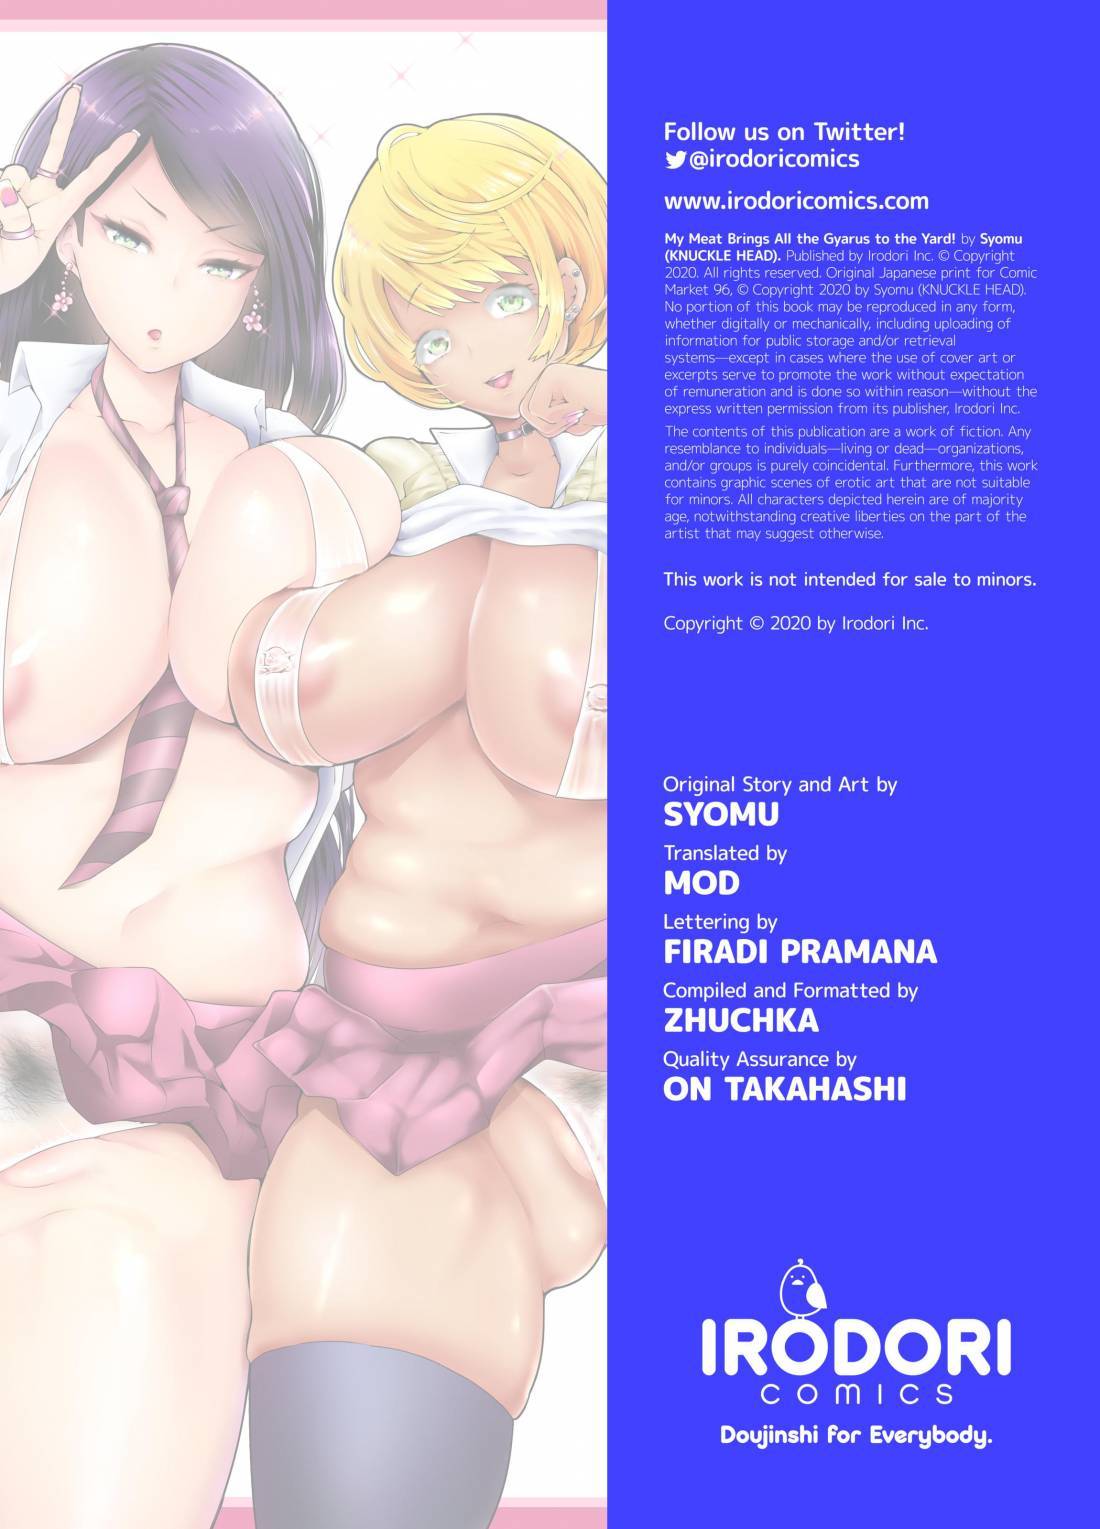 Follow us on Twitter!
@irodoricomics
www.irodoricomics.com
My Meat Brings All the Gyarus to the Yard! by Syomu
(KNUCKLE HEAD). Published by Irodori Inc. © Copyright
2020. All rights reserved. Original Japanese print for Comic
Market 96, © Copyright 2020 by Syomu (KNUCKLE HEAD).
No portion of this book may be reproduced in any form,
whether digitally or mechanically, including uploading of
information for public storage and/or retrieval
systems—except in cases where the use of cover art or
excerpts serve to promote the work without expectation
of remuneration and is done so within reason—without the
express written permission from its publisher, Irodori Inc.
The contents of this publication are a work of fiction. Any
resemblance to individuals—living or dead—organizations,
and/or groups is purely coincidental. Furthermore, this work
contains graphic scenes of erotic art that are not suitable
for minors. All characters depicted herein are of majority
age, notwithstanding creative liberties on the part of the
artist that may suggest otherwise.
This work is not intended for sale to minors.
Copyright © 2020 by Irodori Inc.
Original Story and Art by
SYOMU
Translated by
MOD
Lettering by
FIRADI PRAMANA
Compiled and Formatted by
ZHUCHKA
Quality Assurance by
ON TAKAHASHI
IRODORI
COMICS
Doujinshi for Everybody.